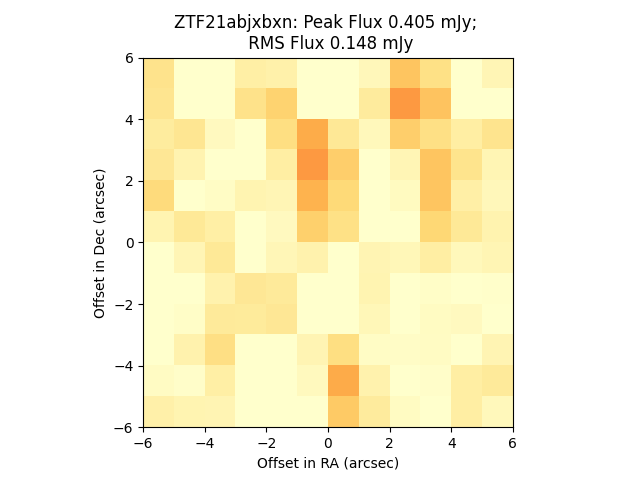 ZTF21abjxbxn: Peak Flux 0.405 mJy;
RMS Flux 0.148 mJy
6
4
2
0
−2
−4
−6
Offset in Dec (arcsec)
−6 −4 −2 0 2 4 6
Offset in RA (arcsec)